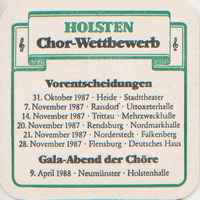 HOLSTEN
Chor-Wettbewerb
Vorentscheidungen
31. Oktober 1987 · Heide · Stadttheater
7. November 1987 · Raisdorf · Uttoxeterhalle
14. November 1987 · Trittau · Mehrzweckhalle
20. November 1987 · Rendsburg · Nordmarkhalle
21. November 1987 · Norderstedt · Falkenberg
28. November 1987 · Flensburg · Deutsches Haus
Gala-Abend der Chöre
9. April 1988 · Neumünster · Holstenhalle